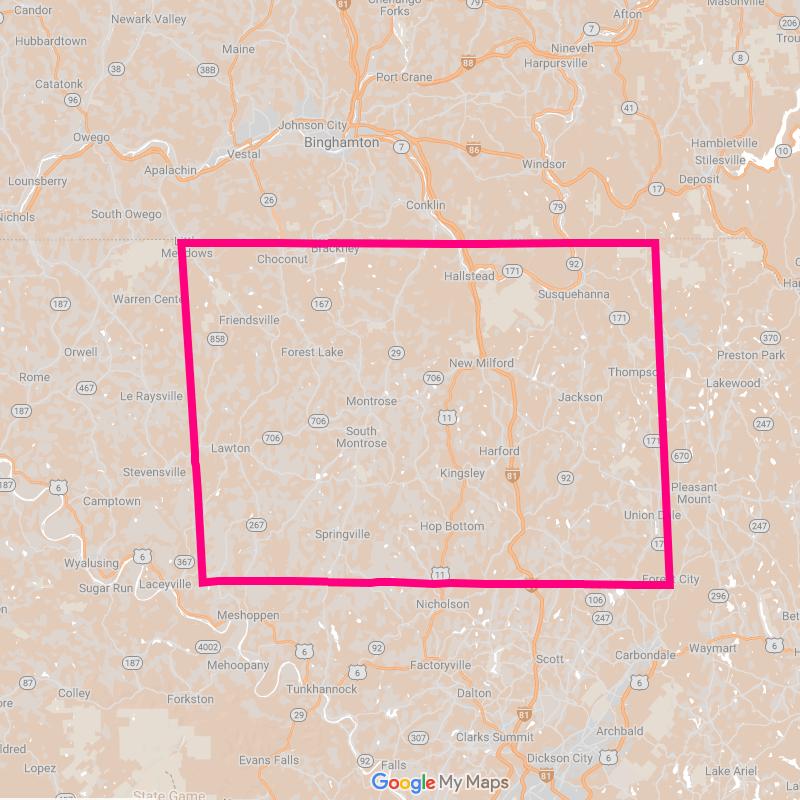 Candor
Newark Valley
81
Chenango
Forks
79
Afton
Masonville
206
Hubbardtown
Maine
7
Nineveh
Harpursville
8
38
38B
88
Port Crane
Catatonk
96
41
Owego
Johnson City
Binghamton
7
86
Hambletville
Stilesville
10
Vestal
Apalachin
Windsor
Lounsberry
17
Deposit
26
Nichols
South Owego
Conklin
79
Meadows
Brackney
Choconut
92
Hallstead
171
Susquehanna
187
Warren Cente
167
Friendsville
171
858
370
Orwell
Forest Lake
29
Preston Park
New Milford
Rome
467
706
Thompso
Lakewood
Le Raysville
Montrose
Jackson
187
706
11
247
South
Montrose
706
Lawton
171
Harford
670
Stevensville
Kingsley
81
92
187
6
Pleasant
Mount
Camptown
Union Dale
267
Hop Bottom
247
Springville
17
Wyalusing
6
367
Sugar Run
Laceyville
11
Forest City
106
296
Nicholson
247
Meshoppen
4002
6
92
Carbondale
Waymart
6
187
Mehoopany
Factoryville
Scott
6
87
Colley
Tunkhannock
6
Forkston
Dalton
29
81
Archbald
307
Clarks Summit
Evans Falls
92
Falls
Dickson City
6
Lopez
81
Lake Ariel
State Game
Google My Maps